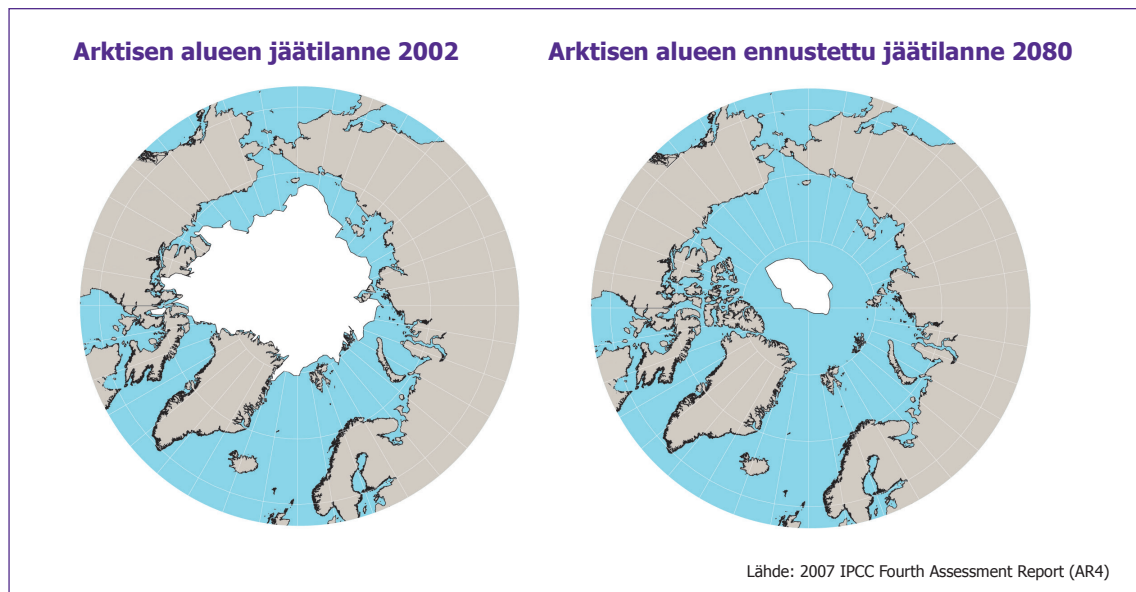 Arktisen alueen jäätilanne 2002
Arktisen alueen ennustettu jäätilanne 2080
Lähde: 2007 IPCC Fourth Assessment Report (AR4)